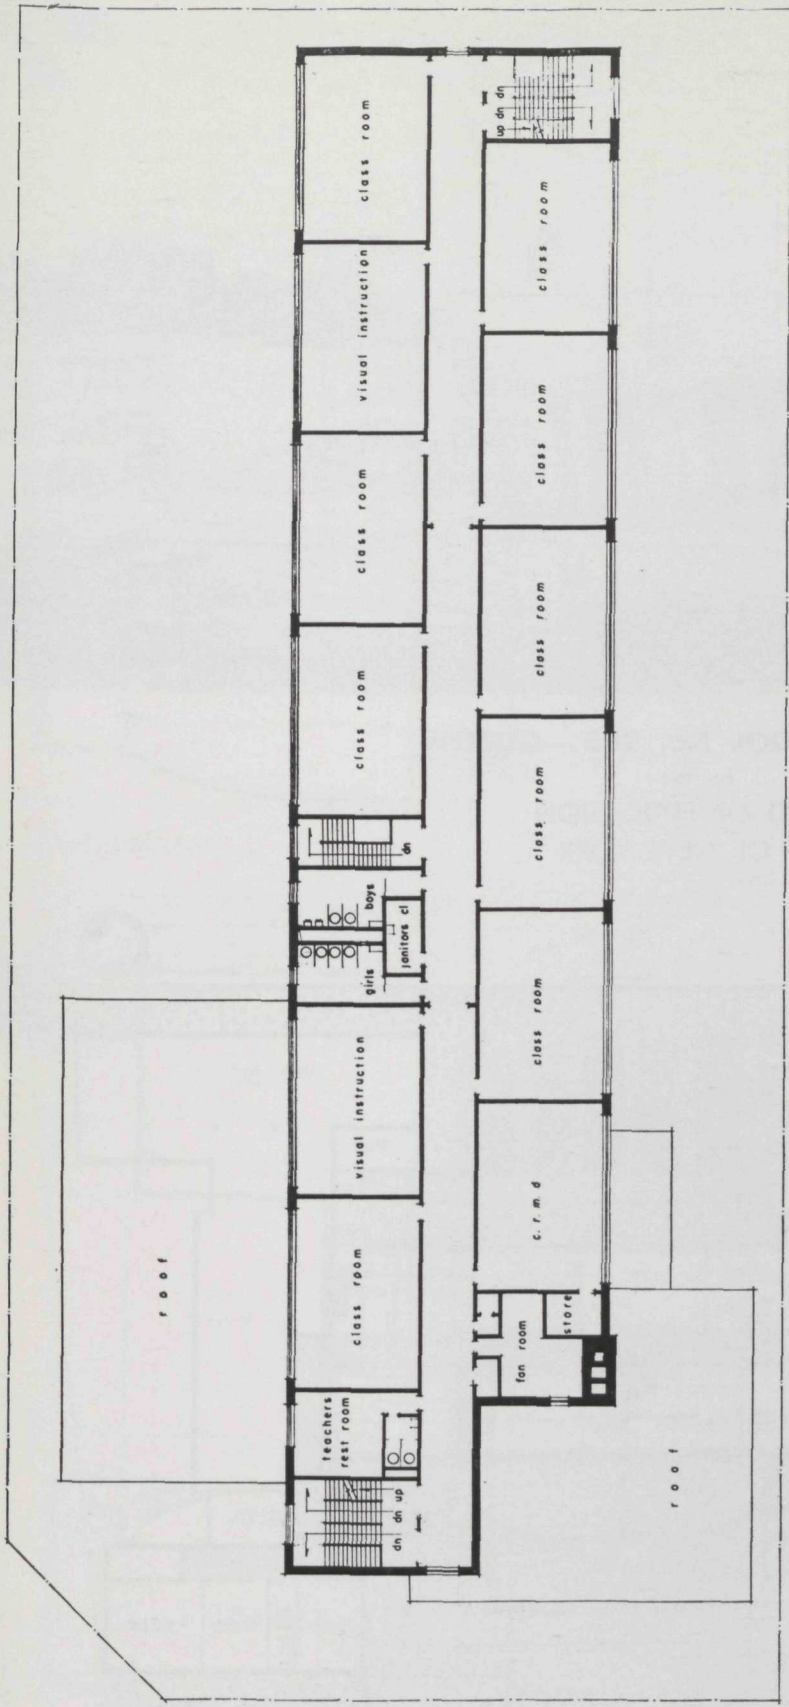 roof
dn dn up
teachers
rest room
class room
visual instruction
girls
boys
janitors cl
dn
class room
class room
visual instruction
class room
fan room
store
c. r. m. d
class room
class room
class room
class room
class room
up dn dn
roof